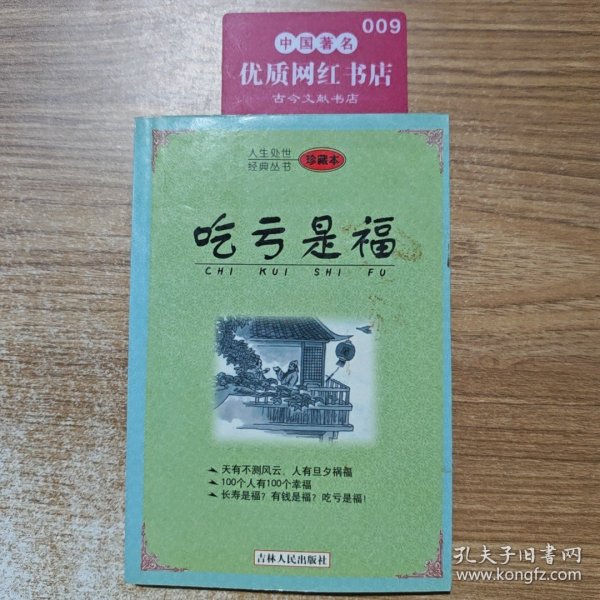 009
中国著名
优质网红书店
古今文献书店
人生处世
经典丛书
珍藏本
吃亏是福
CHI KUI SHI FU
天有不测风云,人有旦夕祸福
100个人有100个幸福
长寿是福?有钱是福?吃亏是福!
吉林人民出版社
孔夫子旧书网
www.kongfz.com